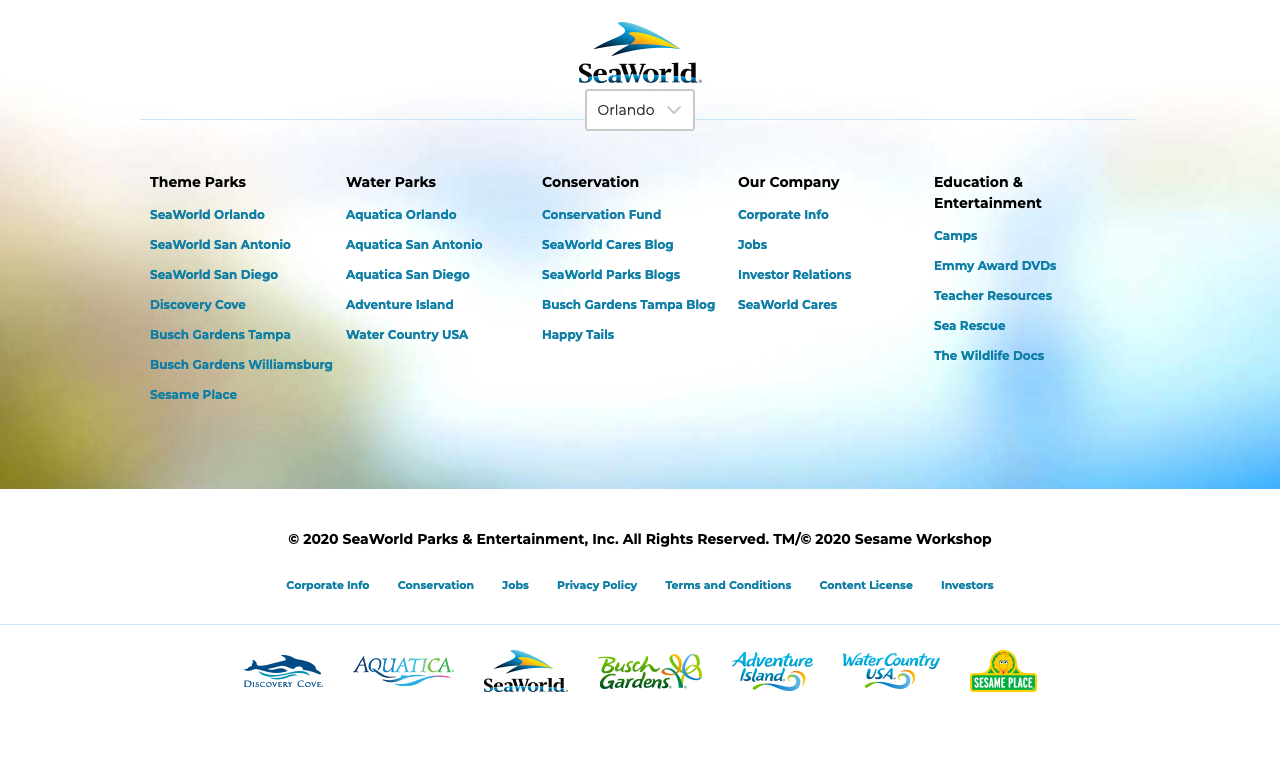 SeaWorld.
Orlando
Theme Parks
SeaWorld Orlando
SeaWorld San Antonio
SeaWorld San Diego
Discovery Cove
Busch Gardens Tampa
Busch Gardens Williamsburg
Sesame Place
Water Parks
Aquatica Orlando
Aquatica San Antonio
Aquatica San Diego
Adventure Island
Water Country USA
Conservation
Conservation Fund
SeaWorld Cares Blog
SeaWorld Parks Blogs
Busch Gardens Tampa Blog
Happy Tails
Our Company
Corporate Info
Jobs
Investor Relations
SeaWorld Cares
Education &
Entertainment
Camps
Emmy Award DVDs
Teacher Resources
Sea Rescue
The Wildlife Docs
© 2020 SeaWorld Parks & Entertainment, Inc. All Rights Reserved. TM/© 2020 Sesame Workshop
Corporate Info Conservation Jobs Privacy Policy Terms and Conditions Content License Investors
Discovery Cove.
AQUATICA
SeaWorld.
Busch
Gardens
Adventure
Island
Water Country
USA
SESAME PLACE